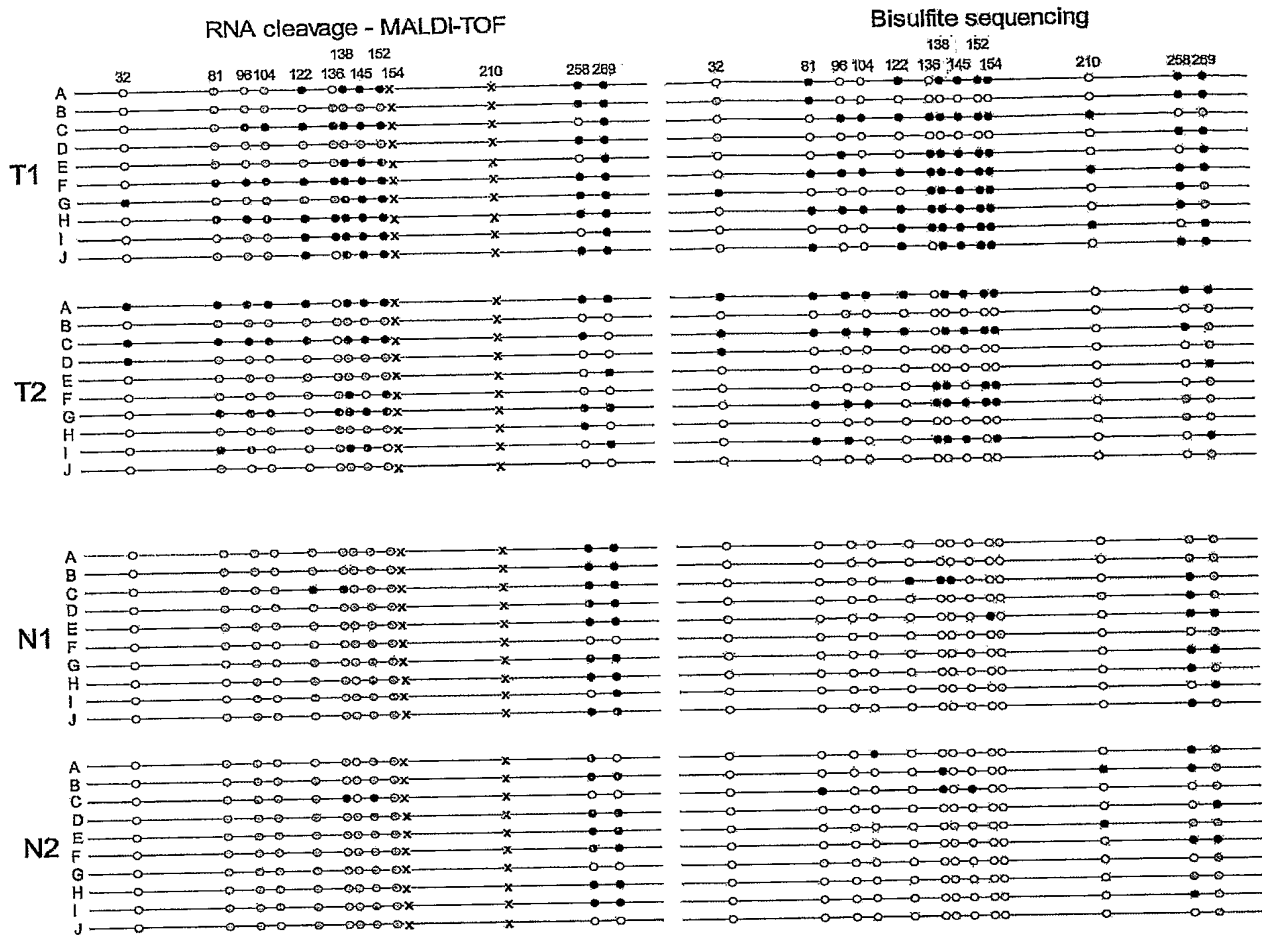 RNA cleavage - MALDI-TOF
Bisulfite sequencing
138 152
32 81 96 104 122 136 145 154 210 258 269
138 152
32 81 96 104 122 136 145 154 210 258 269
T1
A
B
C
D
E
F
G
H
I
J
T2
A
B
C
D
E
F
G
H
I
J
N1
A
B
C
D
E
F
G
H
I
J
N2
A
B
C
D
E
F
G
H
I
J